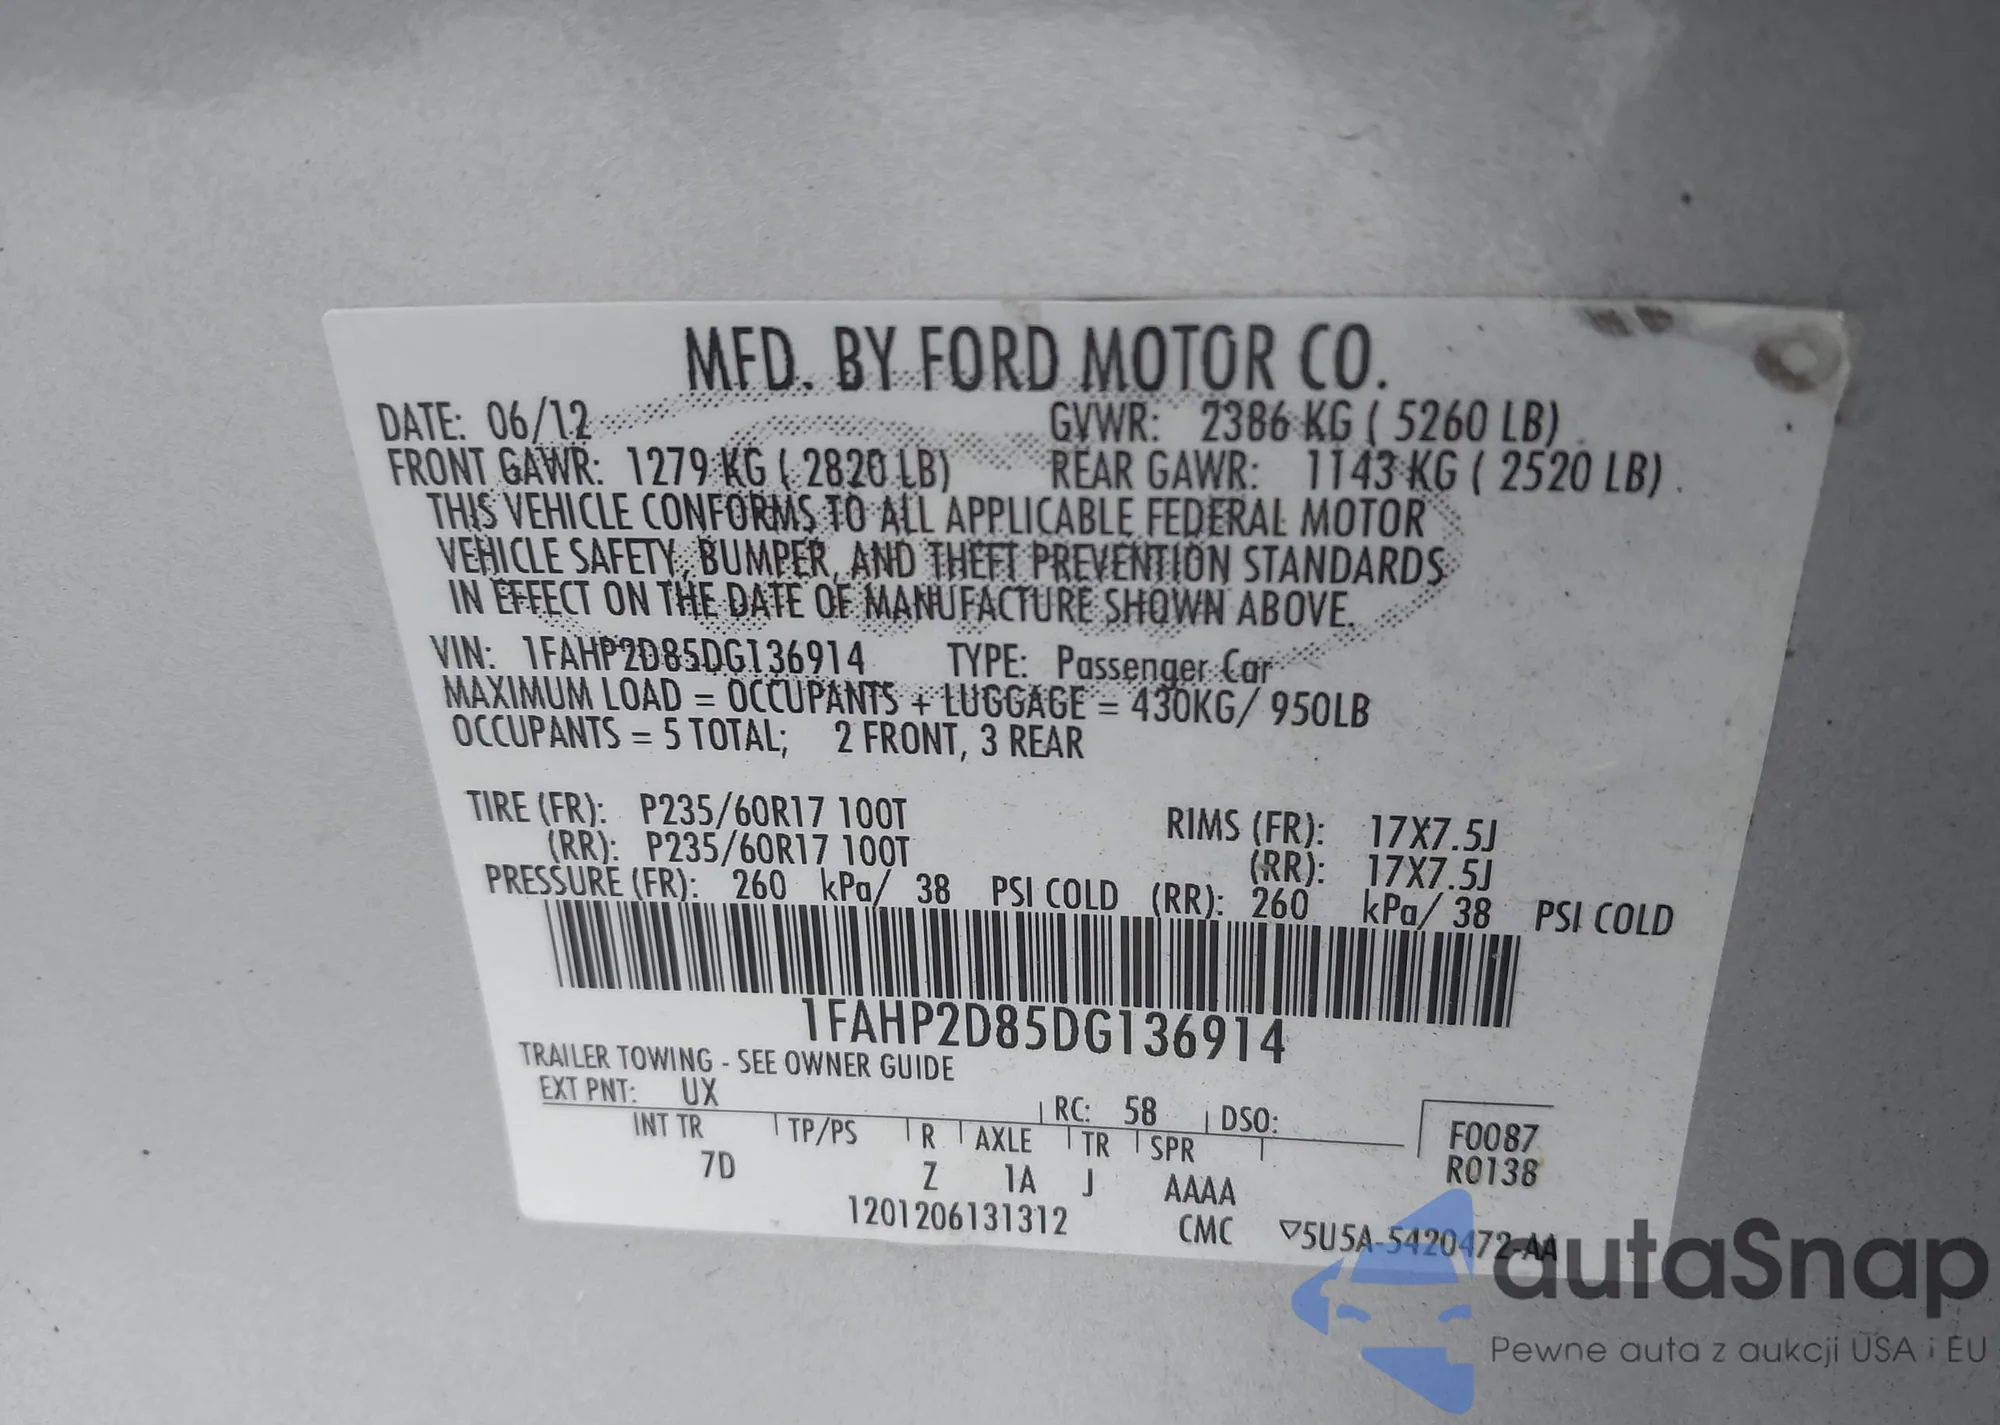 MFD. BY FORD MOTOR CO.
DATE: 06/12 GVWR: 2386 KG ( 5260 LB)
FRONT GAWR: 1279 KG ( 2820 LB) REAR GAWR: 1143 KG ( 2520 LB)
THIS VEHICLE CONFORMS TO ALL APPLICABLE FEDERAL MOTOR
VEHICLE SAFETY, BUMPER, AND THEFT PREVENTION STANDARDS
IN EFFECT ON THE DATE OF MANUFACTURE SHOWN ABOVE.
VIN: 1FAHP2D85DG136914 TYPE: Passenger Car
MAXIMUM LOAD = OCCUPANTS + LUGGAGE = 430KG/ 950LB
OCCUPANTS = 5 TOTAL; 2 FRONT, 3 REAR
TIRE (FR): P235/60R17 100T RIMS (FR): 17X7.5J
(RR): P235/60R17 100T (RR): 17X7.5J
PRESSURE (FR): 260 kPa/ 38 PSI COLD (RR): 260 kPa/ 38 PSI COLD
1FAHP2D85DG136914
TRAILER TOWING - SEE OWNER GUIDE
EXT PNT: UX RC: 58 DSO:
INT TR TP/PS R AXLE TR SPR F0087
7D Z 1A J AAAA R0138
1201206131312 CMC ▽5U5A-5420472-AA
autaSnap
Pewne auta z aukcji USA i EU